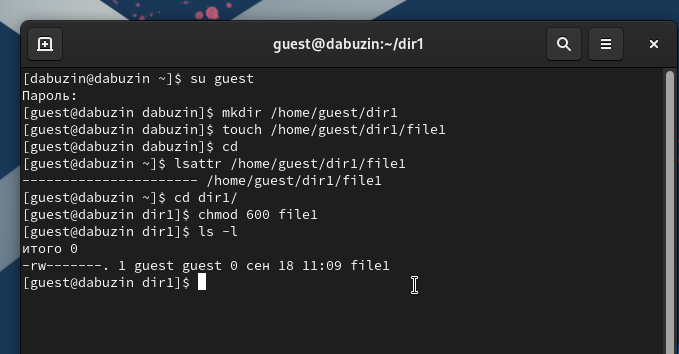 guest@dabuzin:~/dir1
[dabuzin@dabuzin ~]$ su guest
Пароль:
[guest@dabuzin dabuzin]$ mkdir /home/guest/dir1
[guest@dabuzin dabuzin]$ touch /home/guest/dir1/file1
[guest@dabuzin dabuzin]$ cd
[guest@dabuzin ~]$ lsattr /home/guest/dir1/file1
---------------------- /home/guest/dir1/file1
[guest@dabuzin ~]$ cd dir1/
[guest@dabuzin dir1]$ chmod 600 file1
[guest@dabuzin dir1]$ ls -l
итого 0
-rw-------. 1 guest guest 0 сен 18 11:09 file1
[guest@dabuzin dir1]$